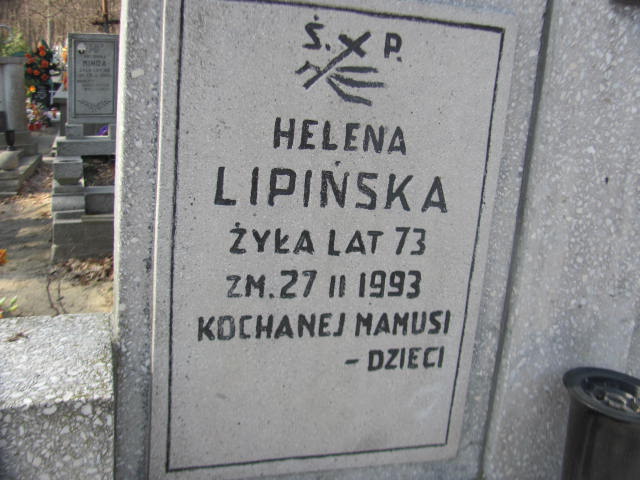 Ś. P.
HELENA
LIPIŃSKA
ŻYŁA LAT 73
ZM. 27 II 1993
KOCHANEJ MAMUSI
- DZIECI